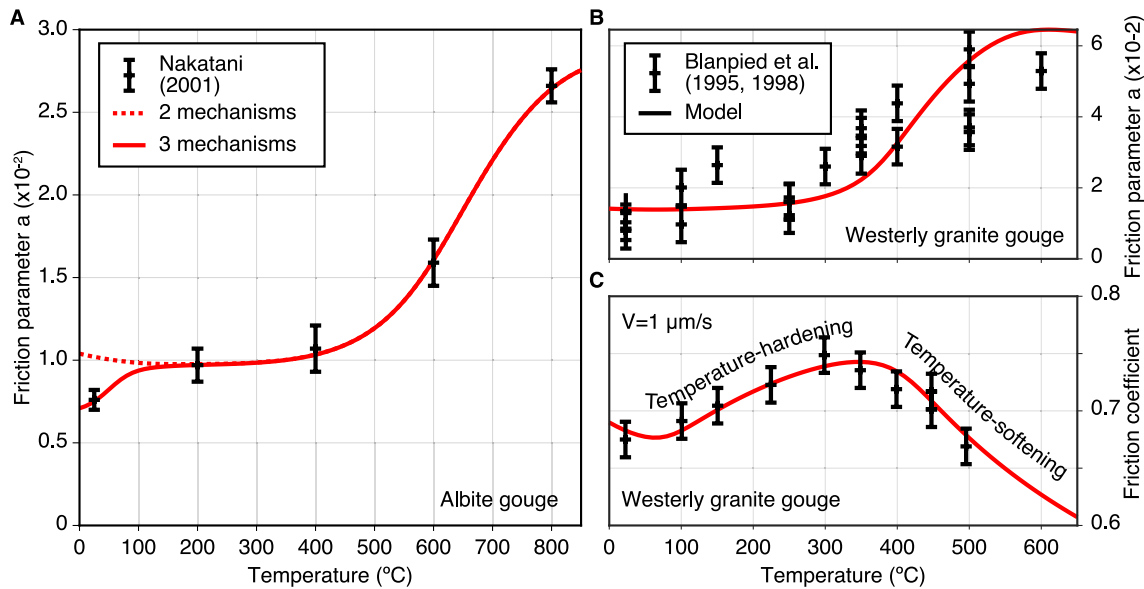 A
Friction parameter a (x10⁻²)
3.0
2.5
2.0
1.5
1.0
0.5
0
Nakatani
(2001)
2 mechanisms
3 mechanisms
Albite gouge
0 100 200 300 400 500 600 700 800
Temperature (ºC)
B
Blanpied et al.
(1995, 1998)
Model
Westerly granite gouge
6
4
2
0
Friction parameter a (x10-2)
C
V=1 µm/s
Temperature-hardening
Temperature-softening
Westerly granite gouge
0.8
0.7
0.6
Friction coefficient
0 100 200 300 400 500 600
Temperature (ºC)